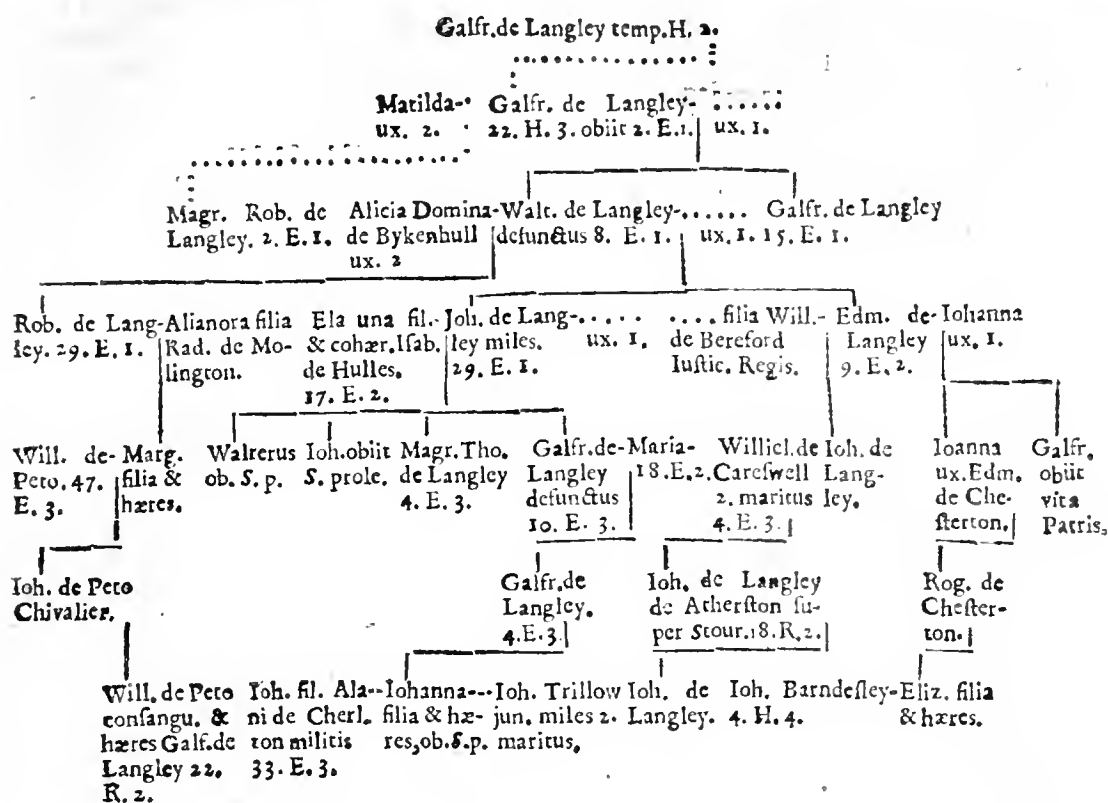 Galfr. de Langley temp. H. 2.
Matilda- Galfr. de Langley- ......
ux. 2. 22. H. 3. obiit 2. E. 1. ux. 1.
Magr. Rob. de Alicia Domina-Walt. de Langley-...... Galfr. de Langley
Langley. 2. E. 1. de Bykenhull defunctus 8. E. 1. ux. 1. 15. E. 1.
ux. 2
Rob. de Lang-Alianora filia Ela una fil.-Joh. de Lang-..... .... filia Will.- Edm. de-Iohanna
ley. 29. E. 1. Rad. de Mo- & cohær. Isab. ley miles. ux. 1. de Bereford Langley ux. 1.
lington. de Hulles. 29. E. 1. Iustic. Regis. 9. E. 2.
17. E. 2.
Will. de- Marg. Walterus Ioh. obiit Magr. Tho. Galfr. de-Maria- Williel. de Ioh. de Ioanna Galfr.
Peto. 47. filia & ob. S. p. S. prole. de Langley Langley 18. E. 2. Careswell Lang- ux. Edm. obiit
E. 3. hæres. 4. E. 3. defunctus 2. maritus ley. de Che- vita
10. E. 3. 4. E. 3. sterton. Patris,
Ioh. de Peto Galfr. de Ioh. de Langley Rog. de
Chivalier. Langley. de Atherston su- Chester-
4. E. 3. per Stour. 18. R. 2. ton.
Will. de Peto Ioh. fil. Ala--Iohanna---Ioh. Trillow Ioh. de Ioh. Barndesley-Eliz. filia
consangu. & ni de Cherl. filia & hæ- jun. miles 2. Langley. 4. H. 4. & hæres.
hæres Galf. de ton militis res, ob. S. p. maritus.
Langley 22. 33. E. 3.
R. 2.